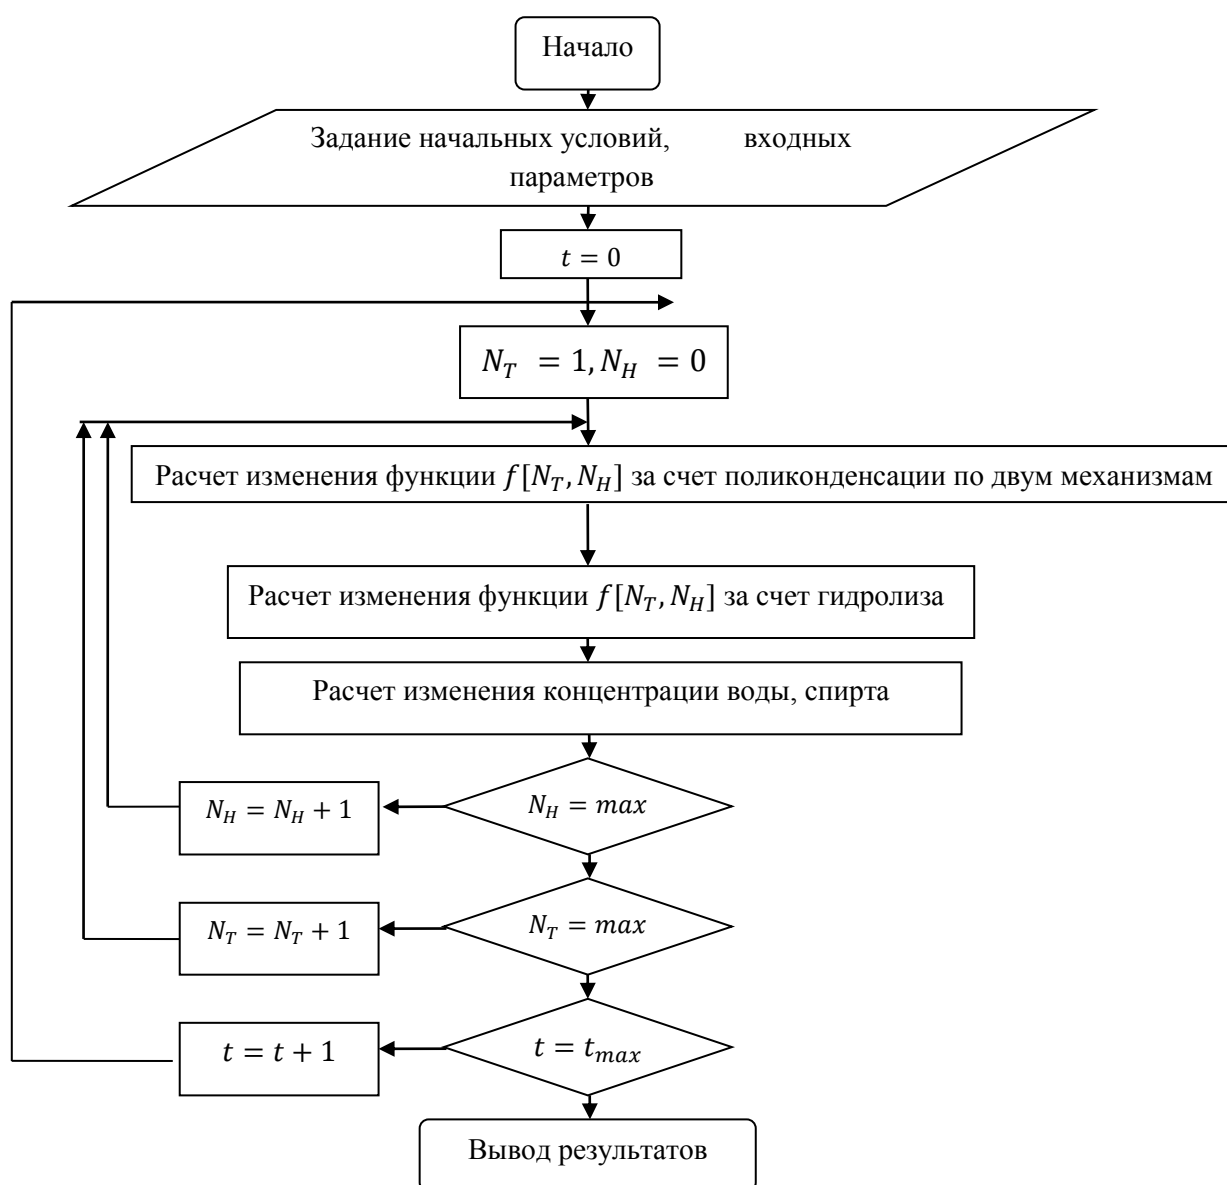 Начало
Задание начальных условий, входных
параметров
t = 0
N_T = 1, N_H = 0
Расчет изменения функции f[N_T, N_H] за счет поликонденсации по двум механизмам
Расчет изменения функции f[N_T, N_H] за счет гидролиза
Расчет изменения концентрации воды, спирта
N_H = N_H + 1
N_H = max
N_T = N_T + 1
N_T = max
t = t + 1
t = t_{max}
Вывод результатов